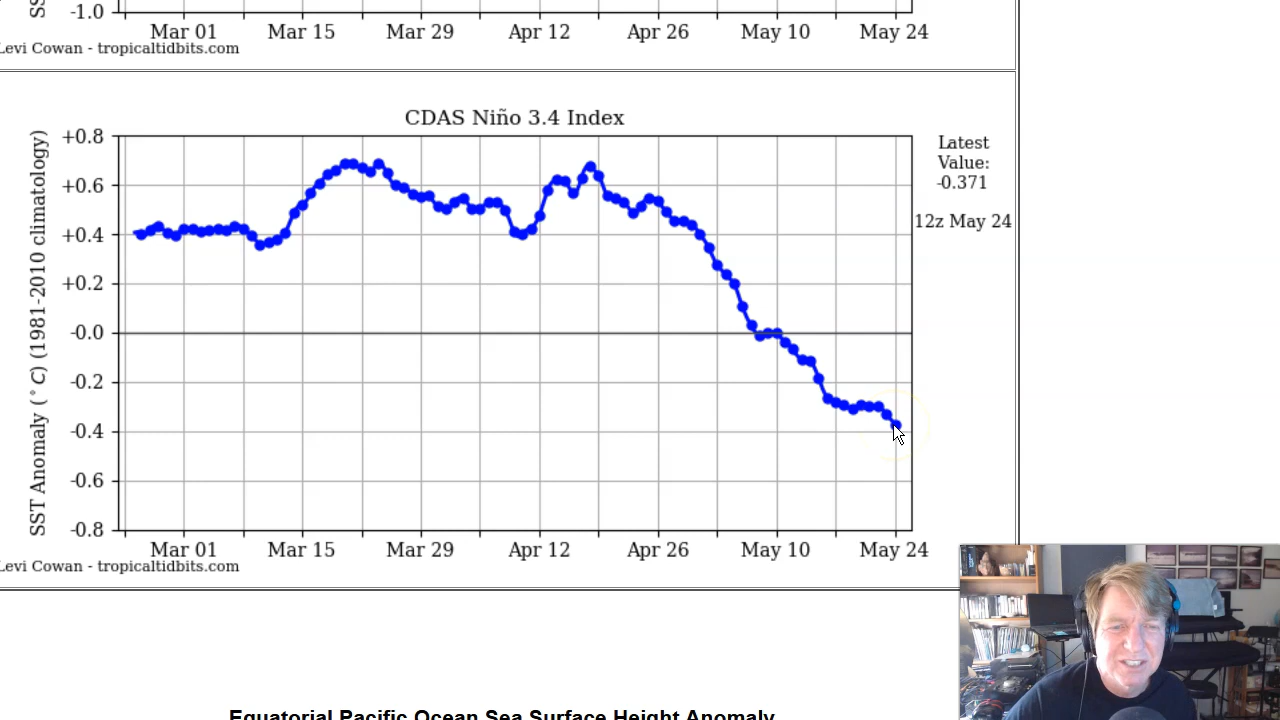 -1.0
Mar 01 Mar 15 Mar 29 Apr 12 Apr 26 May 10 May 24
Levi Cowan - tropicaltidbits.com
CDAS Niño 3.4 Index
SST Anomaly (°C) (1981-2010 climatology)
+0.8
+0.6
+0.4
+0.2
-0.0
-0.2
-0.4
-0.6
-0.8
Latest
Value:
-0.371
12z May 24
Mar 01 Mar 15 Mar 29 Apr 12 Apr 26 May 10 May 24
Levi Cowan - tropicaltidbits.com
Equatorial Pacific Ocean Sea Surface Height Anomaly